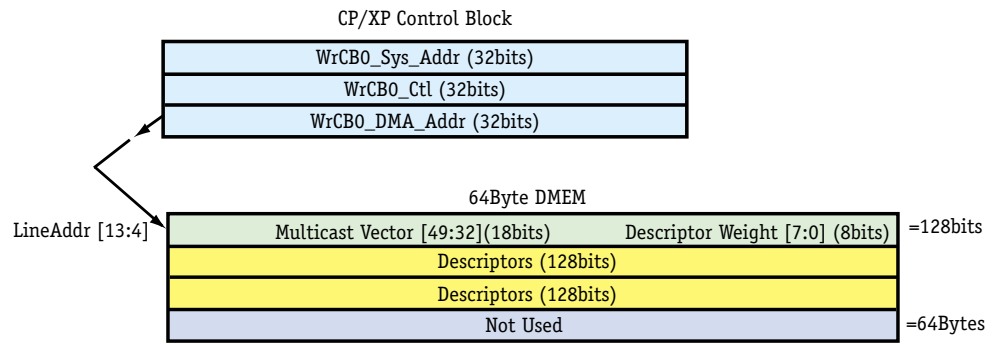 CP/XP Control Block
WrCB0_Sys_Addr (32bits)
WrCB0_Ctl (32bits)
WrCB0_DMA_Addr (32bits)
64Byte DMEM
LineAddr [13:4]
Multicast Vector [49:32](18bits) Descriptor Weight [7:0] (8bits)
=128bits
Descriptors (128bits)
Descriptors (128bits)
Not Used
=64Bytes